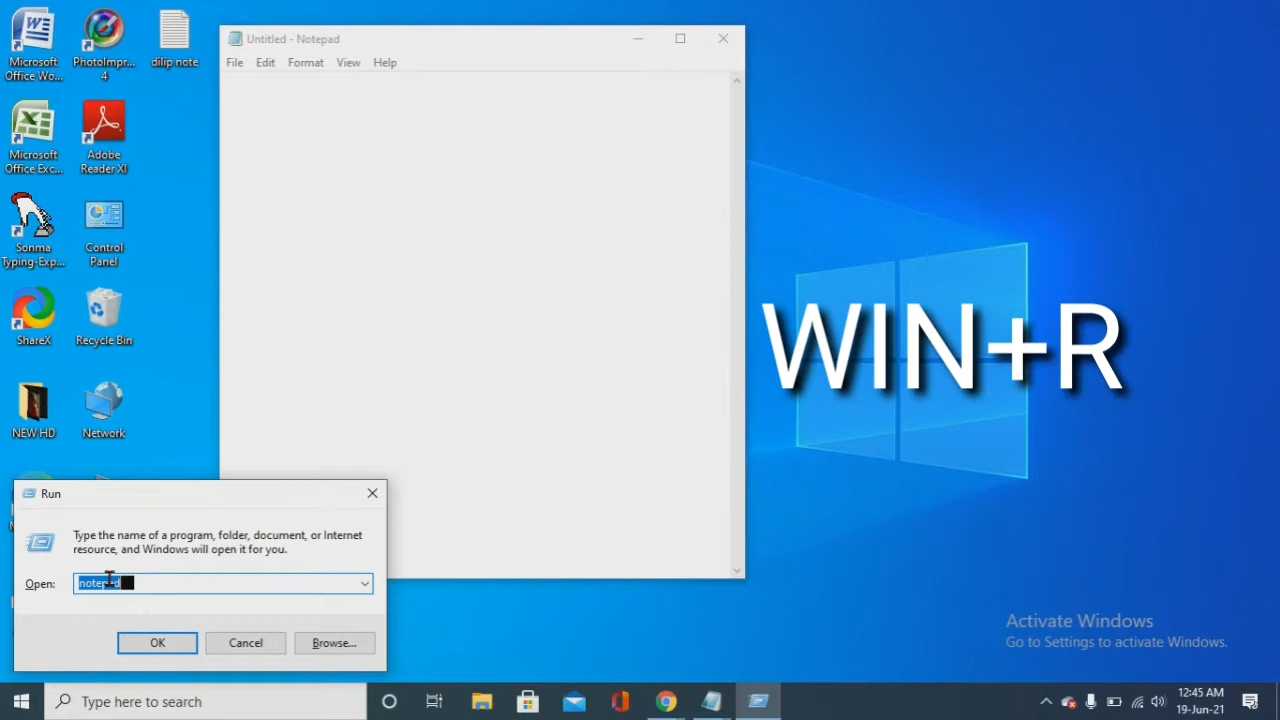 Microsoft
Office Wo...
PhotoImpr...
4
dilip note
Microsoft
Office Exc...
Adobe
Reader XI
Sonma
Typing-Exp...
Control
Panel
ShareX
Recycle Bin
NEW HD
Network
Untitled - Notepad
File Edit Format View Help
WIN+R
Run
Type the name of a program, folder, document, or Internet
resource, and Windows will open it for you.
Open:
notepad
OK Cancel Browse...
Activate Windows
Go to Settings to activate Windows.
Type here to search
12:45 AM
19-Jun-21